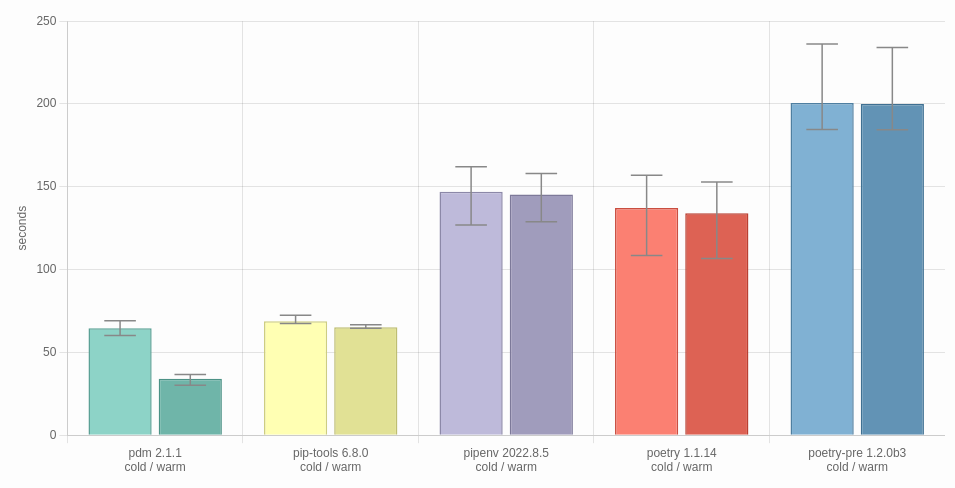 250
200
150
100
50
0
seconds
pdm 2.1.1
cold / warm
pip-tools 6.8.0
cold / warm
pipenv 2022.8.5
cold / warm
poetry 1.1.14
cold / warm
poetry-pre 1.2.0b3
cold / warm